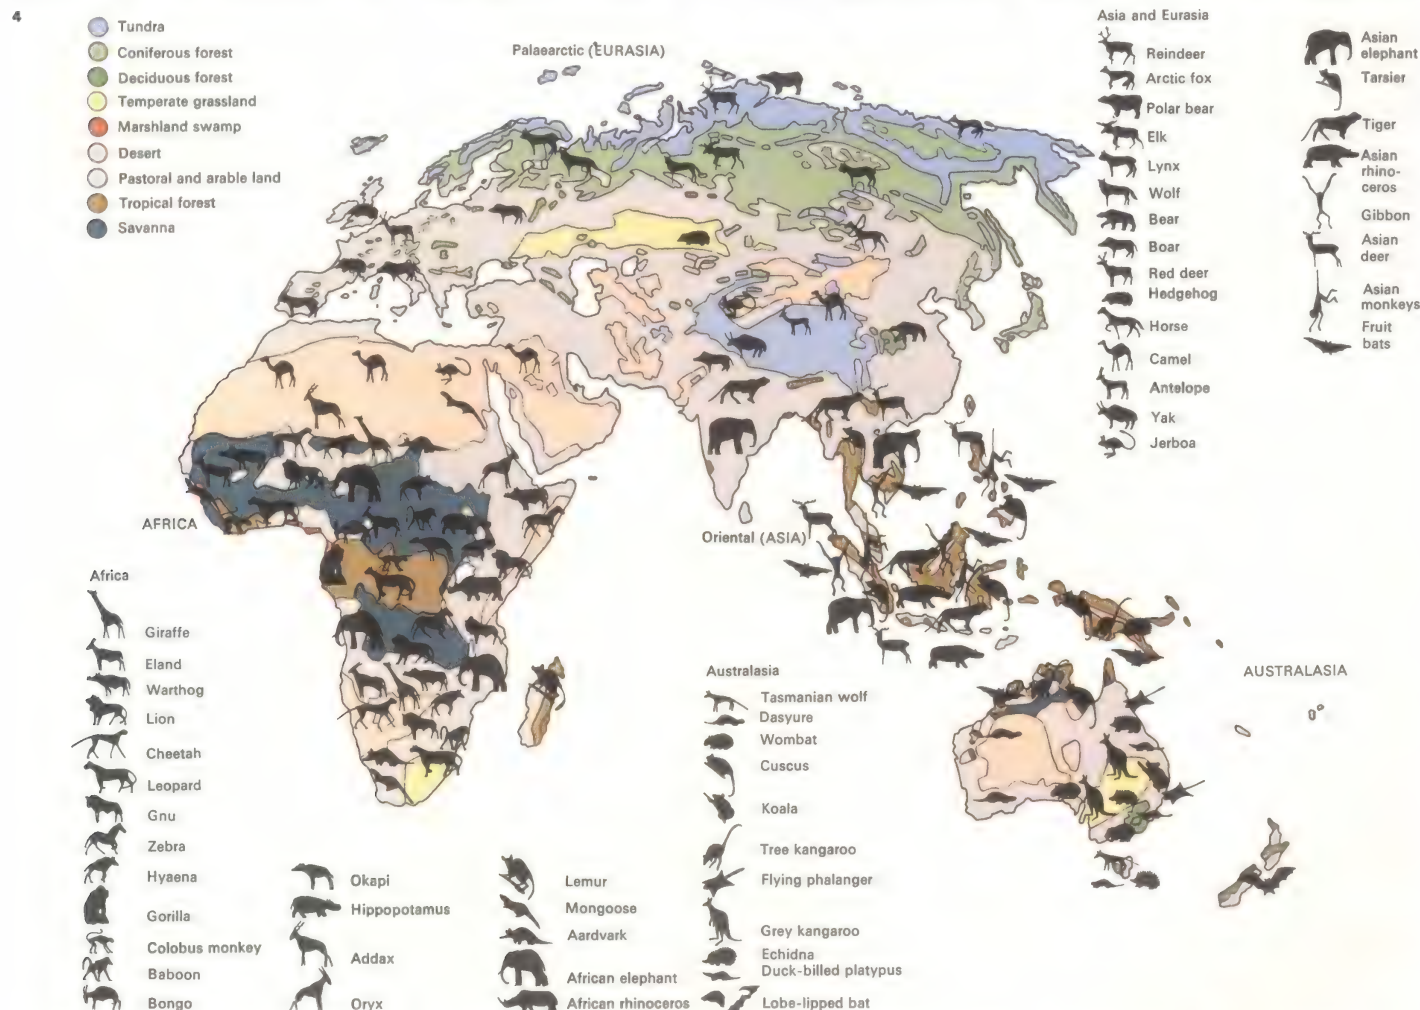 4
Tundra
Coniferous forest
Deciduous forest
Temperate grassland
Marshland swamp
Desert
Pastoral and arable land
Tropical forest
Savanna
Palaearctic (EURASIA)
Asia and Eurasia
Reindeer
Arctic fox
Polar bear
Elk
Lynx
Wolf
Bear
Boar
Red deer
Hedgehog
Horse
Camel
Antelope
Yak
Jerboa
Asian
elephant
Tarsier
Tiger
Asian
rhino-
ceros
Gibbon
Asian
deer
Asian
monkeys
Fruit
bats
AFRICA
Oriental (ASIA)
AUSTRALASIA
Africa
Giraffe
Eland
Warthog
Lion
Cheetah
Leopard
Gnu
Zebra
Hyaena
Gorilla
Colobus monkey
Baboon
Bongo
Okapi
Hippopotamus
Addax
Oryx
Lemur
Mongoose
Aardvark
African elephant
African rhinoceros
Australasia
Tasmanian wolf
Dasyure
Wombat
Cuscus
Koala
Tree kangaroo
Flying phalanger
Grey kangaroo
Echidna
Duck-billed platypus
Lobe-lipped bat